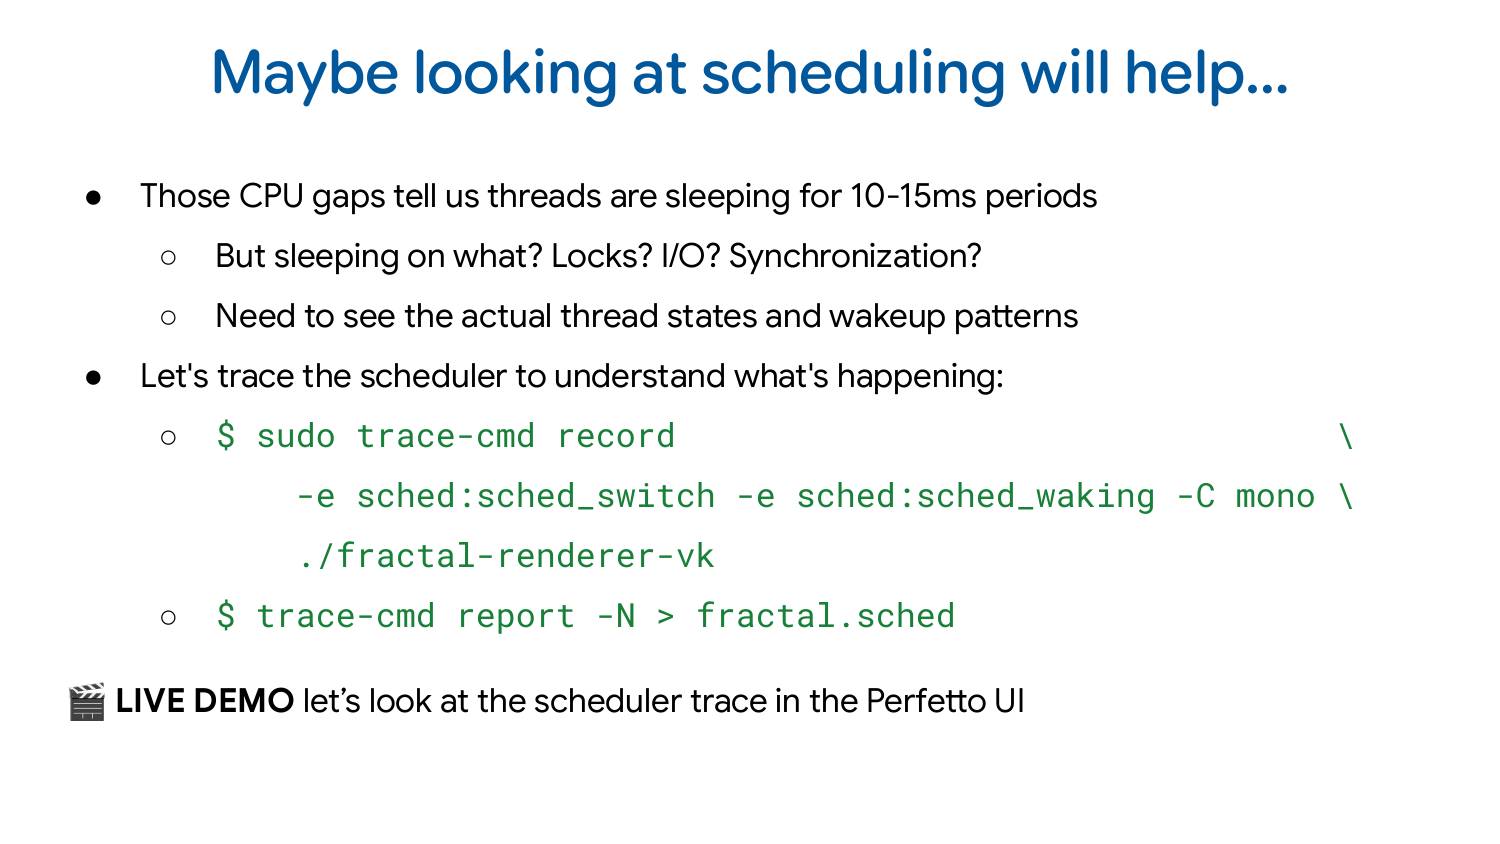 Maybe looking at scheduling will help...
● Those CPU gaps tell us threads are sleeping for 10-15ms periods
○ But sleeping on what? Locks? I/O? Synchronization?
○ Need to see the actual thread states and wakeup patterns
● Let's trace the scheduler to understand what's happening:
○ $ sudo trace-cmd record \
-e sched:sched_switch -e sched:sched_waking -C mono \
./fractal-renderer-vk
○ $ trace-cmd report -N > fractal.sched
🎬 LIVE DEMO let’s look at the scheduler trace in the Perfetto UI